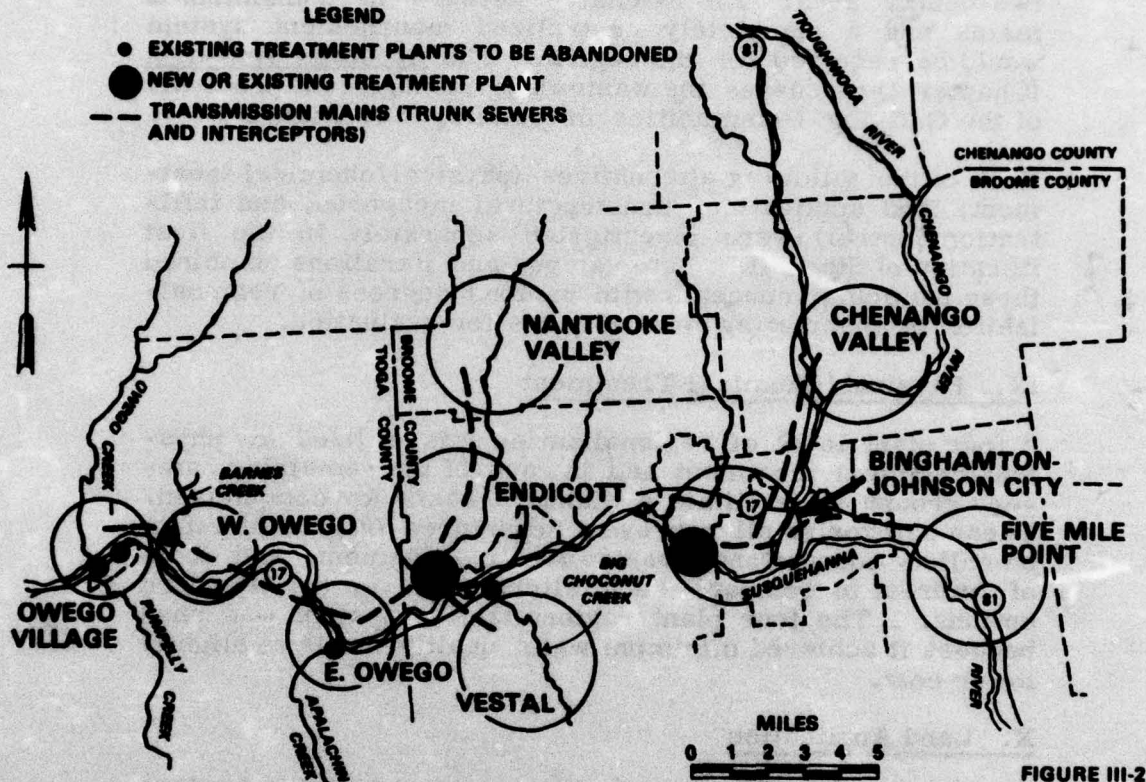 LEGEND
EXISTING TREATMENT PLANTS TO BE ABANDONED
NEW OR EXISTING TREATMENT PLANT
TRANSMISSION MAINS (TRUNK SEWERS
AND INTERCEPTORS)
81
TIOUGHNIOGA
RIVER
CHENANGO COUNTY
BROOME COUNTY
CHENANGO
RIVER
NANTICOKE
VALLEY
CHENANGO
VALLEY
BROOME COUNTY
TIOGA COUNTY
OWEGO CREEK
BARNES
CREEK
W. OWEGO
ENDICOTT
17
BINGHAMTON-
JOHNSON CITY
FIVE MILE
POINT
17
BIG
CHOCONUT
CREEK
SUSQUEHANNA
RIVER
81
OWEGO
VILLAGE
PUMPELLY
CREEK
E. OWEGO
APALACHIN
CREEK
VESTAL
MILES
0 1 2 3 4 5
FIGURE III-2